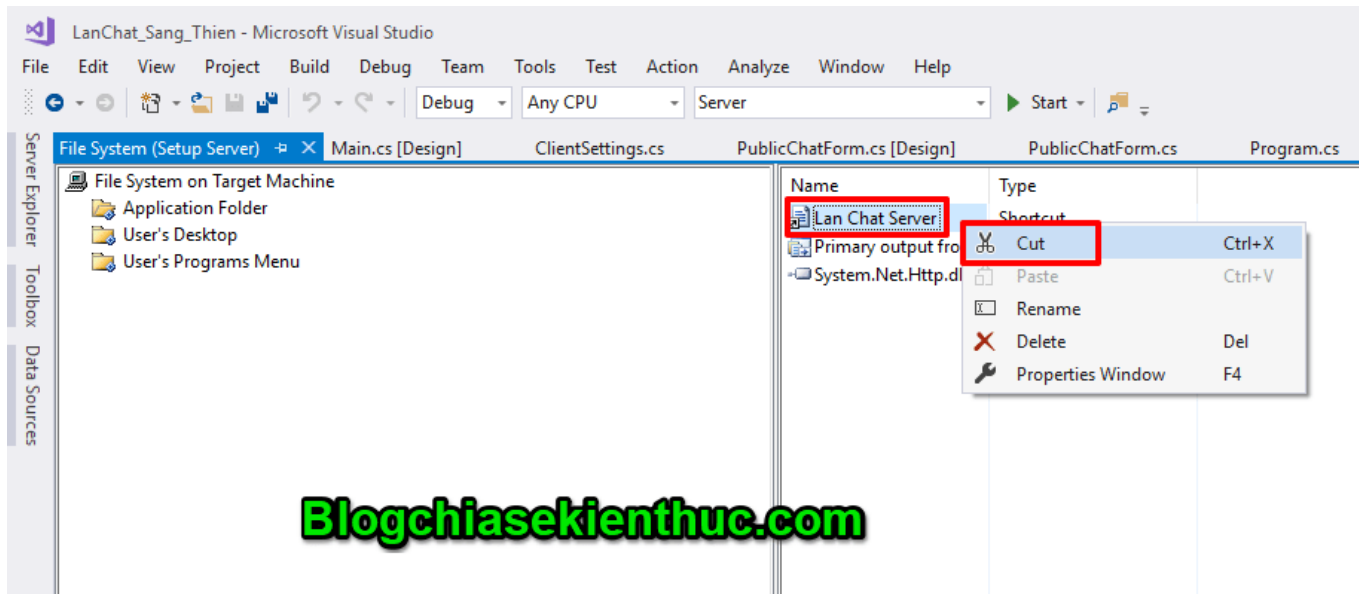 LanChat_Sang_Thien - Microsoft Visual Studio
File Edit View Project Build Debug Team Tools Test Action Analyze Window Help
Debug Any CPU Server Start
File System (Setup Server) Main.cs [Design] ClientSettings.cs PublicChatForm.cs [Design] PublicChatForm.cs Program.cs
Server Explorer
Toolbox
Data Sources
File System on Target Machine
Application Folder
User's Desktop
User's Programs Menu
Name Type
Lan Chat Server Shortcut
Primary output fro
System.Net.Http.dl
Cut Ctrl+X
Paste Ctrl+V
Rename
Delete Del
Properties Window F4
Blogchiasekienthuc.com